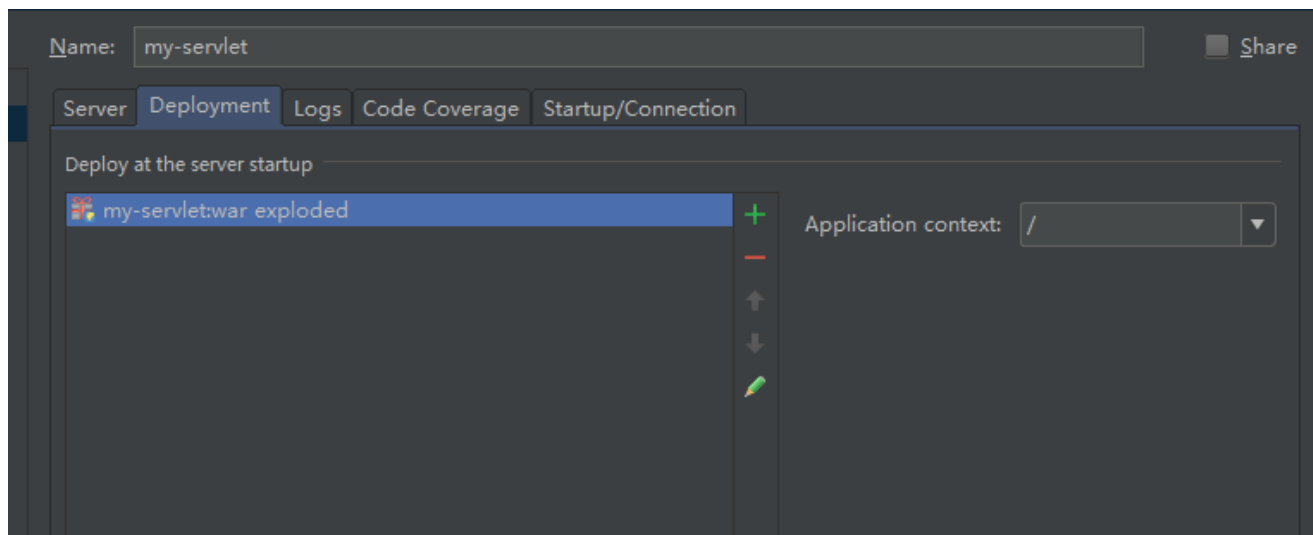 Name: my-servlet Share
Server Deployment Logs Code Coverage Startup/Connection
Deploy at the server startup
my-servlet:war exploded
Application context: /